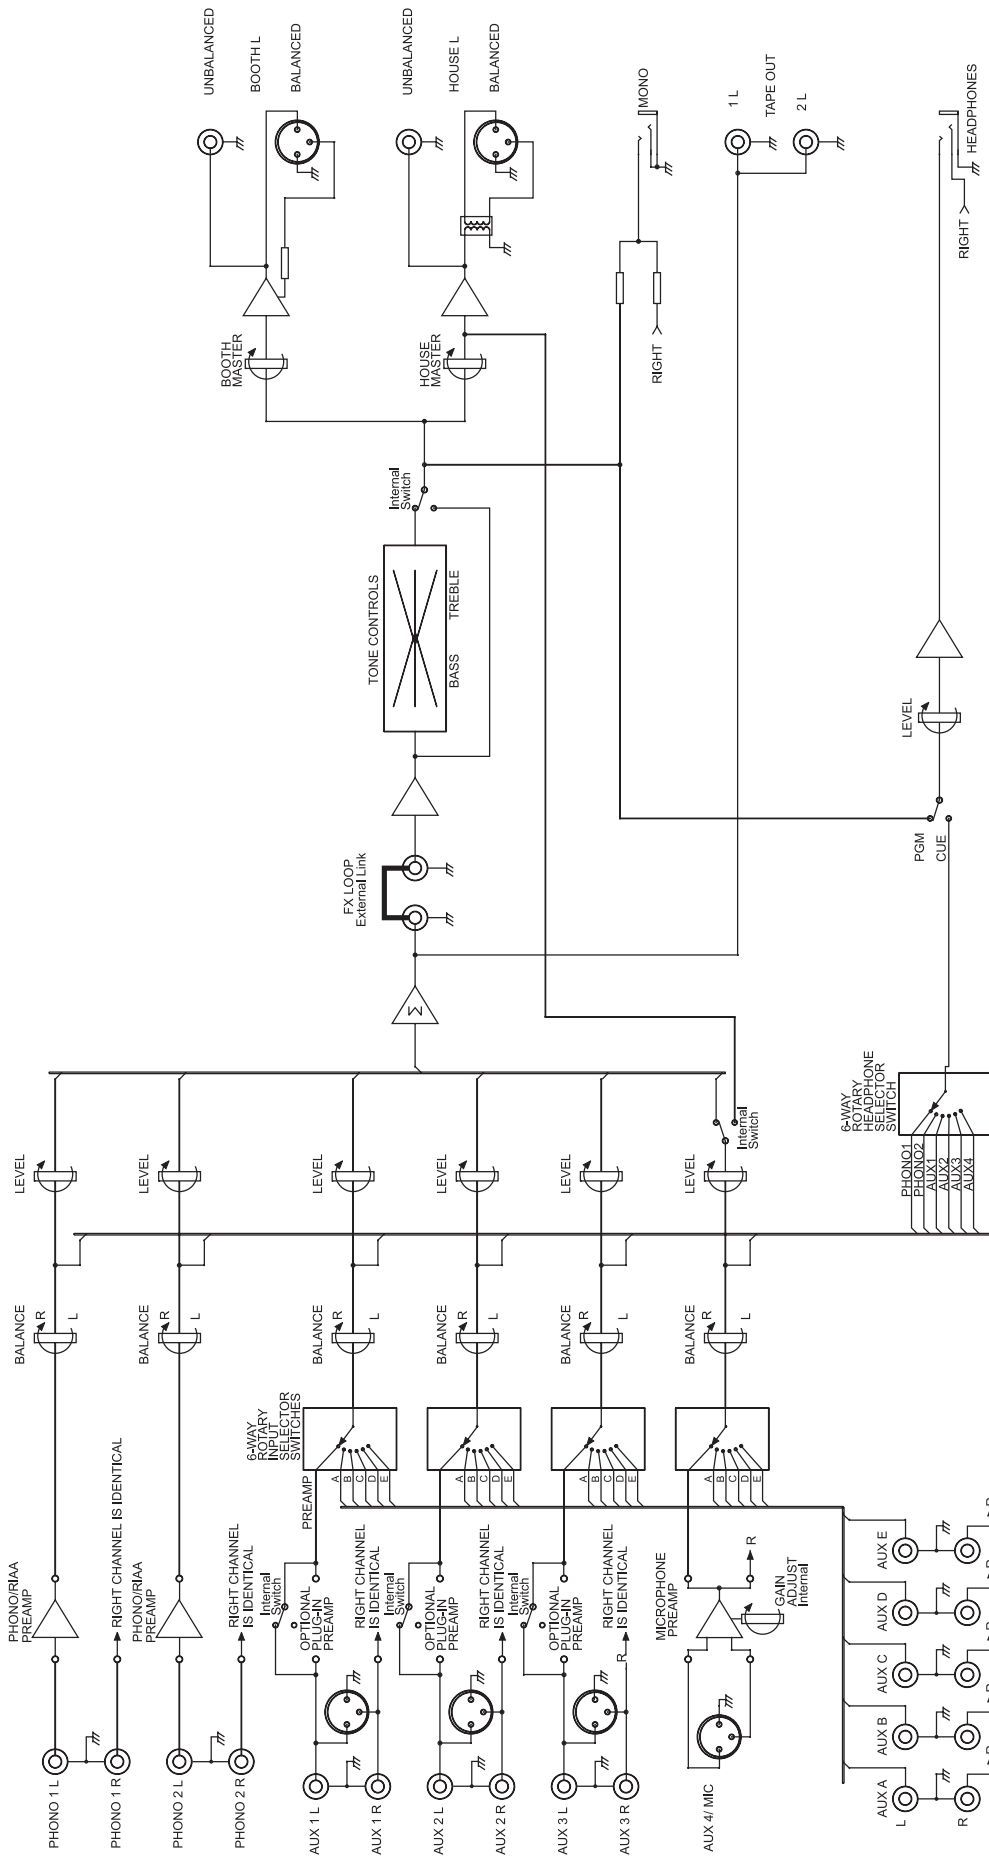 PHONO 1 L
PHONO 1 R
PHONO 2 L
PHONO 2 R
AUX 1 L
AUX 1 R
AUX 2 L
AUX 2 R
AUX 3 L
AUX 3 R
AUX 4/ MIC
PHONO/RIAA
PREAMP
RIGHT CHANNEL IS IDENTICAL
PHONO/RIAA
PREAMP
RIGHT CHANNEL
IS IDENTICAL
Internal
Switch
OPTIONAL
PLUG-IN
PREAMP
RIGHT CHANNEL
IS IDENTICAL
Internal
Switch
OPTIONAL
PLUG-IN
PREAMP
RIGHT CHANNEL
IS IDENTICAL
Internal
Switch
OPTIONAL
PLUG-IN
PREAMP
RIGHT CHANNEL
IS IDENTICAL
R
MICROPHONE
PREAMP
R
GAIN
ADJUST
Internal
AUX A
AUX B
AUX C
AUX D
AUX E
L
R
R
R
R
R
R
6-WAY
ROTARY
INPUT
SELECTOR
SWITCHES
PREAMP
A
B
C
D
E
A
B
C
D
E
A
B
C
D
E
A
B
C
D
E
BALANCE
R
L
BALANCE
R
L
BALANCE
R
L
BALANCE
R
L
BALANCE
R
L
BALANCE
R
L
LEVEL
LEVEL
LEVEL
LEVEL
LEVEL
LEVEL
Internal
Switch
PHONO1
PHONO2
AUX1
AUX2
AUX3
AUX4
6-WAY
ROTARY
HEADPHONE
SELECTOR
SWITCH
Σ
FX LOOP
External Link
TONE CONTROLS
BASS
TREBLE
Internal
Switch
PGM
CUE
LEVEL
BOOTH
MASTER
HOUSE
MASTER
RIGHT
RIGHT
UNBALANCED
BOOTH L
BALANCED
UNBALANCED
HOUSE L
BALANCED
MONO
1 L
TAPE OUT
2 L
HEADPHONES